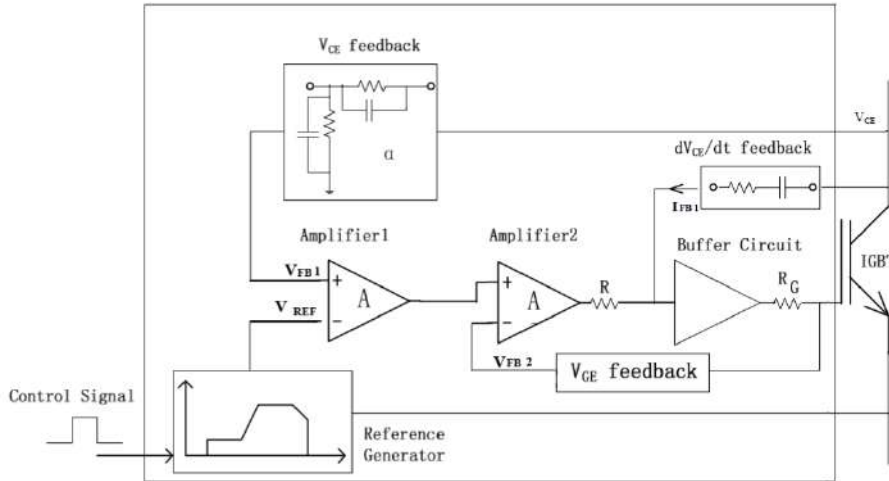 V_CE feedback
α
V_CE
dV_CE/dt feedback
I_FB1
Amplifier1
Amplifier2
Buffer Circuit
IGBT
V_FB1
+
A
V_REF
−
+
A
−
R
R_G
V_FB2
V_GE feedback
Control Signal
Reference
Generator